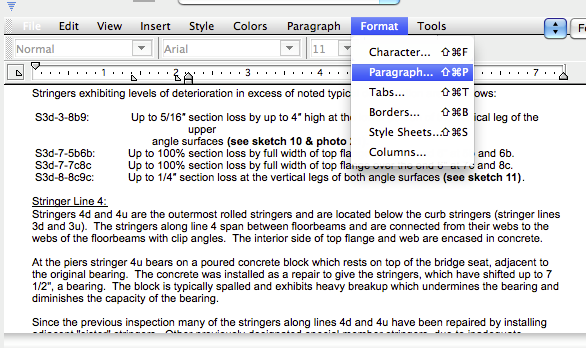 File Edit View Insert Style Colors Paragraph Format Tools
Normal Arial 11
1 2 3 4 7
Character... ⇧⌘F
Paragraph... ⇧⌘P
Tabs... ⇧⌘T
Borders... ⇧⌘B
Style Sheets...⇧⌘S
Columns...
Stringers exhibiting levels of deterioration in excess of noted typic ows:
S3d-3-8b9: Up to 5/16″ section loss by up to 4″ high at the tical leg of the
upper
angle surfaces (see sketch 10 & photo
S3d-7-5b6b: Up to 100% section loss by full width of top fla and 6b.
S3d-7-7c8c Up to 100% section loss by full width of top flange over the end 6″ at 7c and 8c.
S3d-8-8c9c: Up to 1/4″ section loss at the vertical legs of both angle surfaces (see sketch 11).
Stringer Line 4:
Stringers 4d and 4u are the outermost rolled stringers and are located below the curb stringers (stringer lines
3d and 3u). The stringers along line 4 span between floorbeams and are connected from their webs to the
webs of the floorbeams with clip angles. The interior side of top flange and web are encased in concrete.
At the piers stringer 4u bears on a poured concrete block which rests on top of the bridge seat, adjacent to
the original bearing. The concrete was installed as a repair to give the stringers, which have shifted up to 7
1/2", a bearing. The block is typically spalled and exhibits heavy breakup which undermines the bearing and
diminishes the capacity of the bearing.
Since the previous inspection many of the stringers along lines 4d and 4u have been repaired by installing